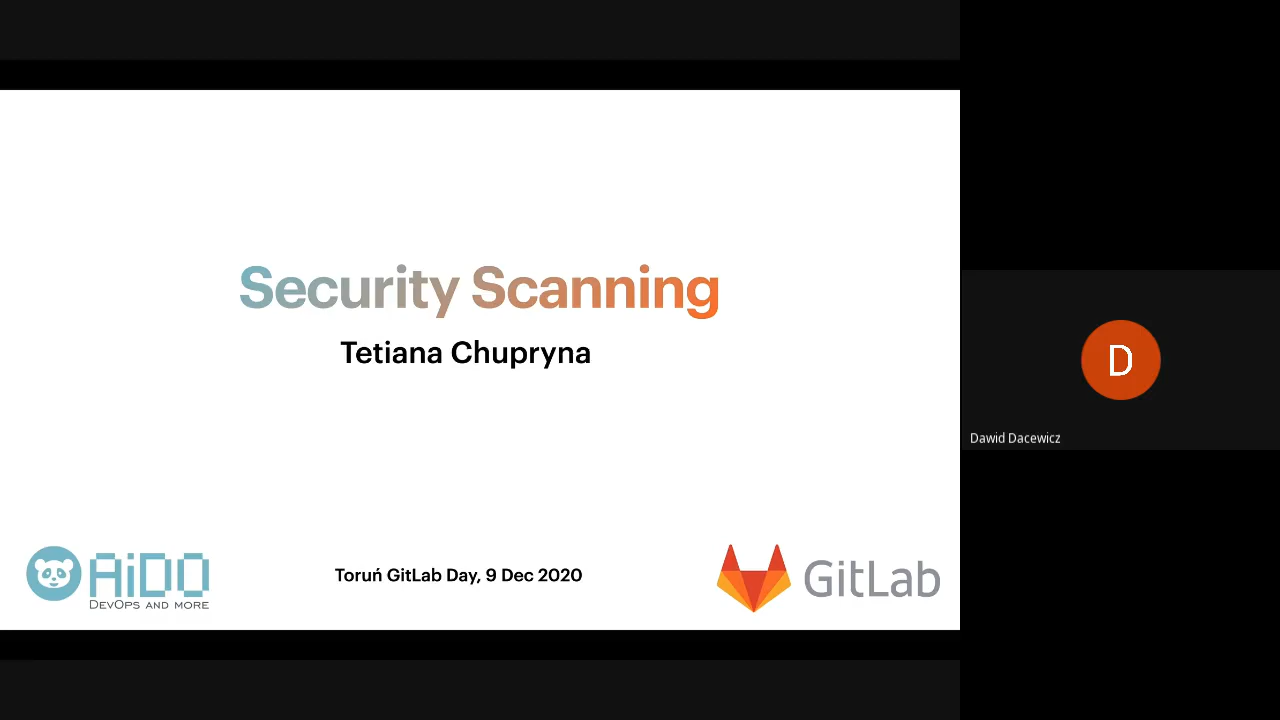 Security Scanning
Tetiana Chupryna
AiDO
DevOps and more
Toruń GitLab Day, 9 Dec 2020
GitLab
D
Dawid Dacewicz